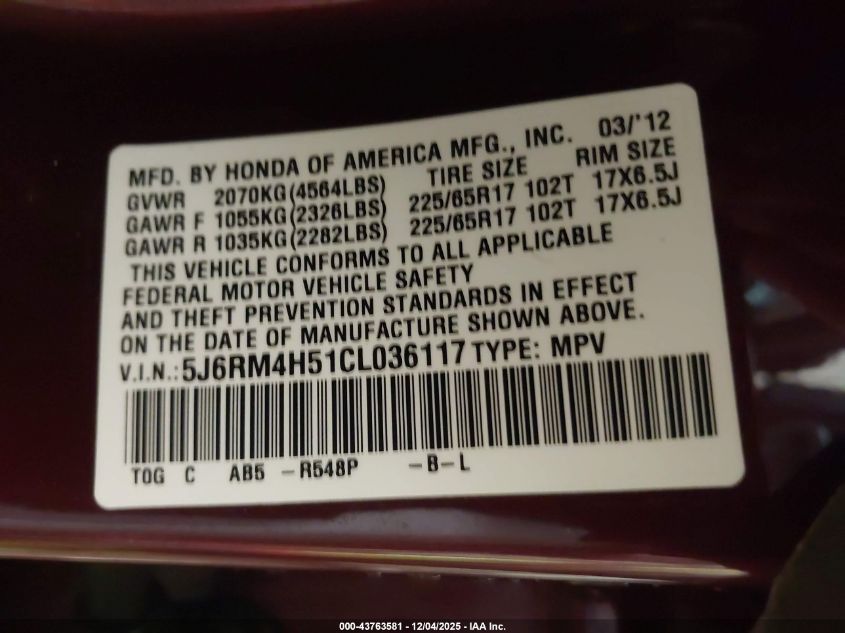 MFD. BY HONDA OF AMERICA MFG., INC. 03/'12
GVWR 2070KG(4564LBS) TIRE SIZE RIM SIZE
GAWR F 1055KG(2326LBS) 225/65R17 102T 17X6.5J
GAWR R 1035KG(2282LBS) 225/65R17 102T 17X6.5J
THIS VEHICLE CONFORMS TO ALL APPLICABLE
FEDERAL MOTOR VEHICLE SAFETY
AND THEFT PREVENTION STANDARDS IN EFFECT
ON THE DATE OF MANUFACTURE SHOWN ABOVE.
V.I.N.: 5J6RM4H51CL036117 TYPE: MPV
TOG C AB5 -R548P -B-L
000-43763581 - 12/04/2025 - IAA Inc.